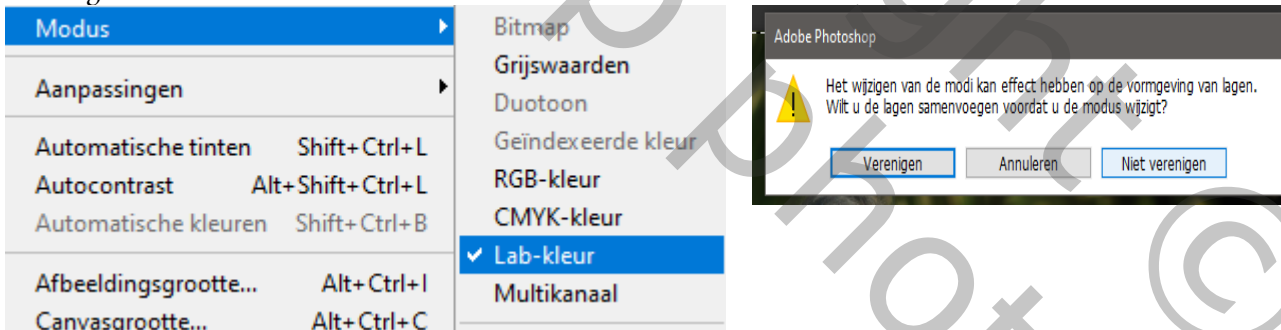 Modus
Aanpassingen
Automatische tinten Shift+Ctrl+L
Autocontrast Alt+Shift+Ctrl+L
Automatische kleuren Shift+Ctrl+B
Afbeeldingsgrootte... Alt+Ctrl+I
Canvasgrootte... Alt+Ctrl+C
Bitmap
Grijswaarden
Duotoon
Geïndexeerde kleur
RGB-kleur
CMYK-kleur
Lab-kleur
Multikanaal
Adobe Photoshop
Het wijzigen van de modi kan effect hebben op de vormgeving van lagen.
Wilt u de lagen samenvoegen voordat u de modus wijzigt?
Verenigen Annuleren Niet verenigen